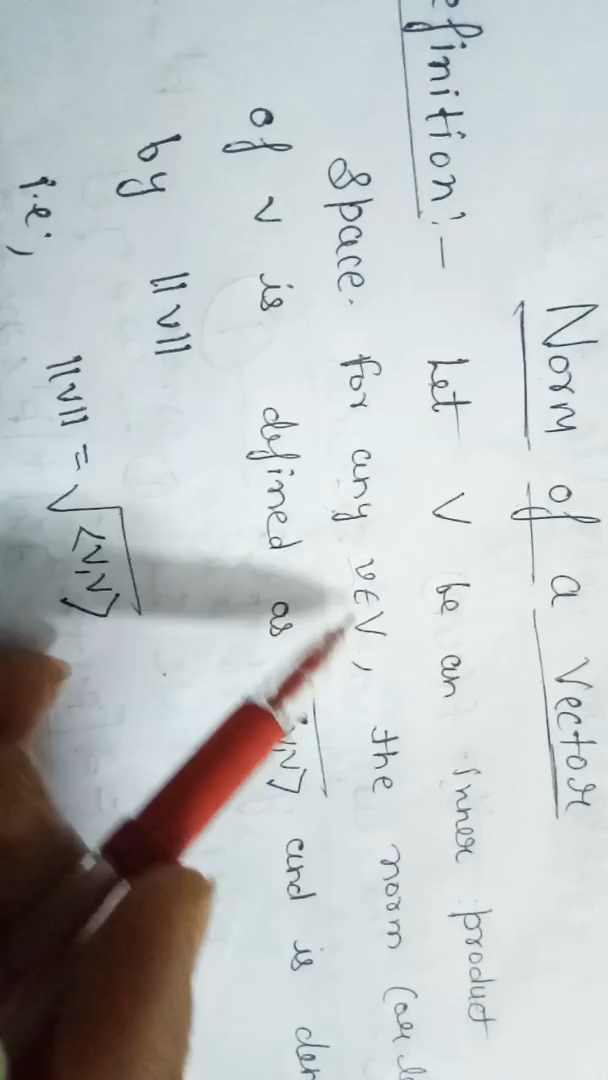 Norm of a Vector
efinition:- Let V be an inner product
Space. for any v∈V, the norm (or
of v is defined as ,v> and is
by ||v||
i.e;, ||v|| = √<v,v>